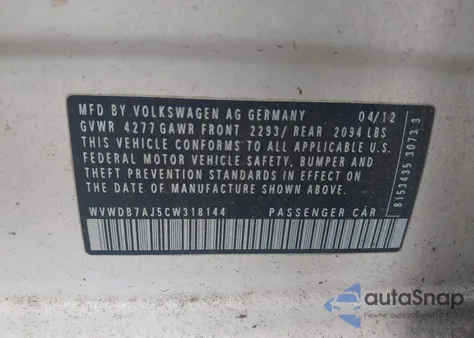 MFD BY VOLKSWAGEN AG GERMANY 04/12
GVWR 4277 GAWR FRONT 2293/ REAR 2094 LBS
THIS VEHICLE CONFORMS TO ALL APPLICABLE U.S.
FEDERAL MOTOR VEHICLE SAFETY, BUMPER AND
THEFT PREVENTION STANDARDS IN EFFECT ON THE
DATE OF MANUFACTURE SHOWN ABOVE.
WVWDB7AJ5CW318144 PASSENGER CAR
8153435 3073 3
autoSnap